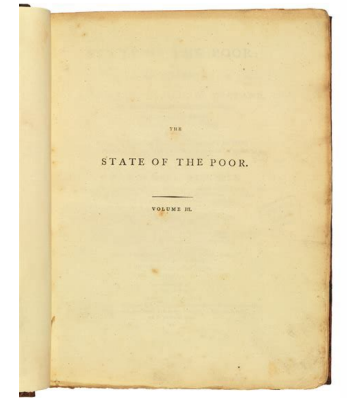 THE
STATE OF THE POOR.
VOLUME III.